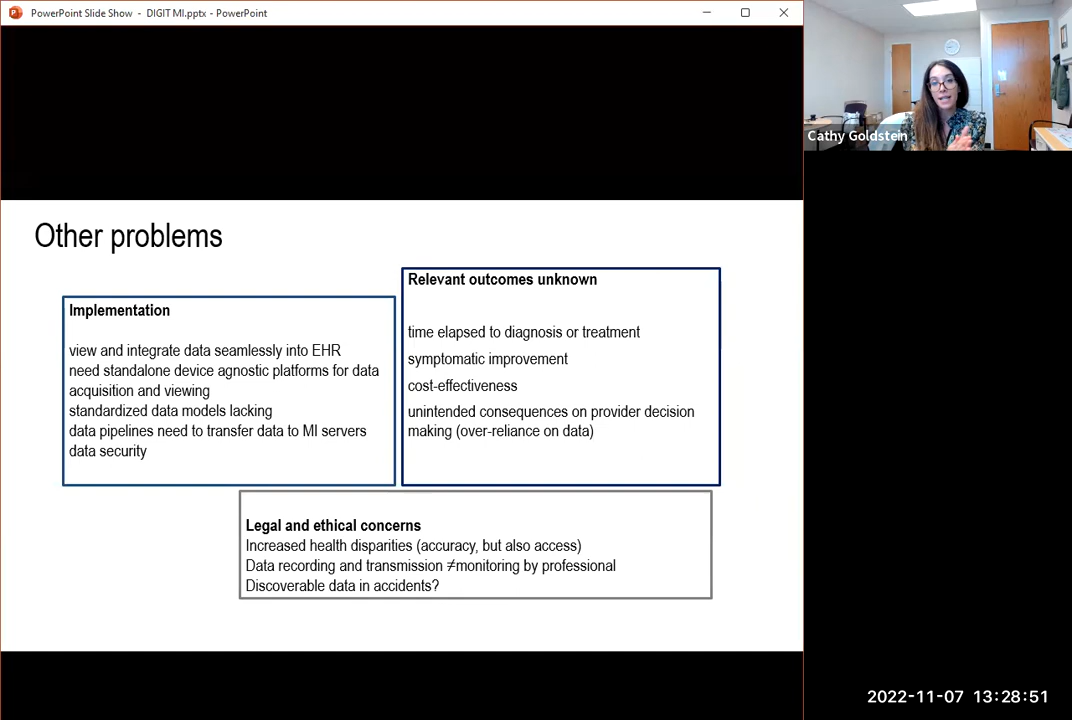 PowerPoint Slide Show - DIGIT MI.pptx - PowerPoint
Cathy Goldstein
Other problems
Implementation
view and integrate data seamlessly into EHR
need standalone device agnostic platforms for data
acquisition and viewing
standardized data models lacking
data pipelines need to transfer data to MI servers
data security
Relevant outcomes unknown
time elapsed to diagnosis or treatment
symptomatic improvement
cost-effectiveness
unintended consequences on provider decision
making (over-reliance on data)
Legal and ethical concerns
Increased health disparities (accuracy, but also access)
Data recording and transmission ≠monitoring by professional
Discoverable data in accidents?
2022-11-07 13:28:51